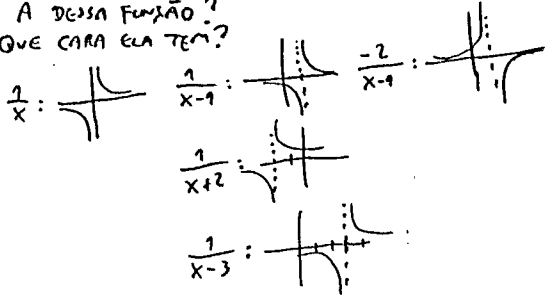 A DESSA FUNÇÃO?
QUE CARA ELA TEM?
1/x : 1/x-1 : -2/x-1 :
1/x+2 :
1/x-3 :